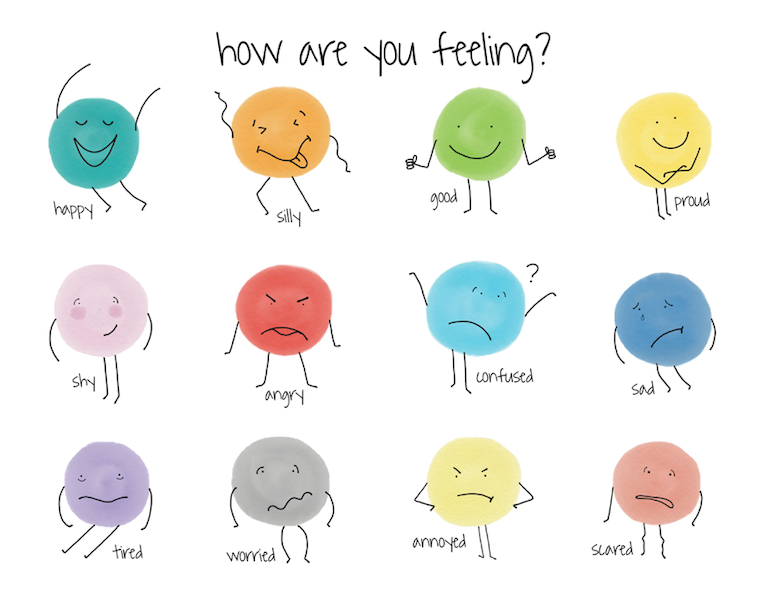 how are you feeling?
happy
silly
good
proud
shy
angry
?
confused
sad
tired
worried
annoyed
scared